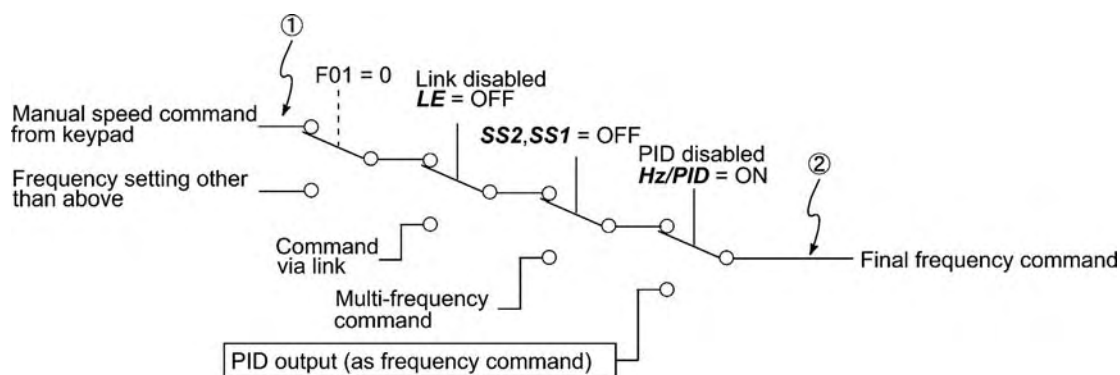 ①
F01 = 0
Link disabled
LE = OFF
Manual speed command
from keypad
SS2,SS1 = OFF
PID disabled
Hz/PID = ON
②
Frequency setting other
than above
Command
via link
Final frequency command
Multi-frequency
command
PID output (as frequency command)